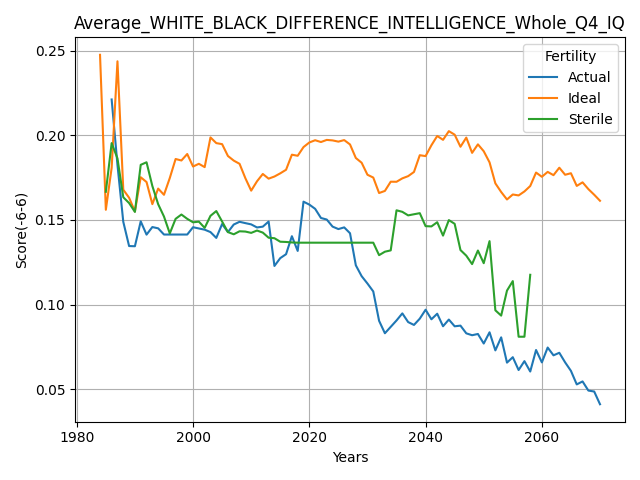 Average_WHITE_BLACK_DIFFERENCE_INTELLIGENCE_Whole_Q4_IQ
Fertility
Actual
Ideal
Sterile
Score(-6-6)
0.25
0.20
0.15
0.10
0.05
1980
2000
2020
2040
2060
Years